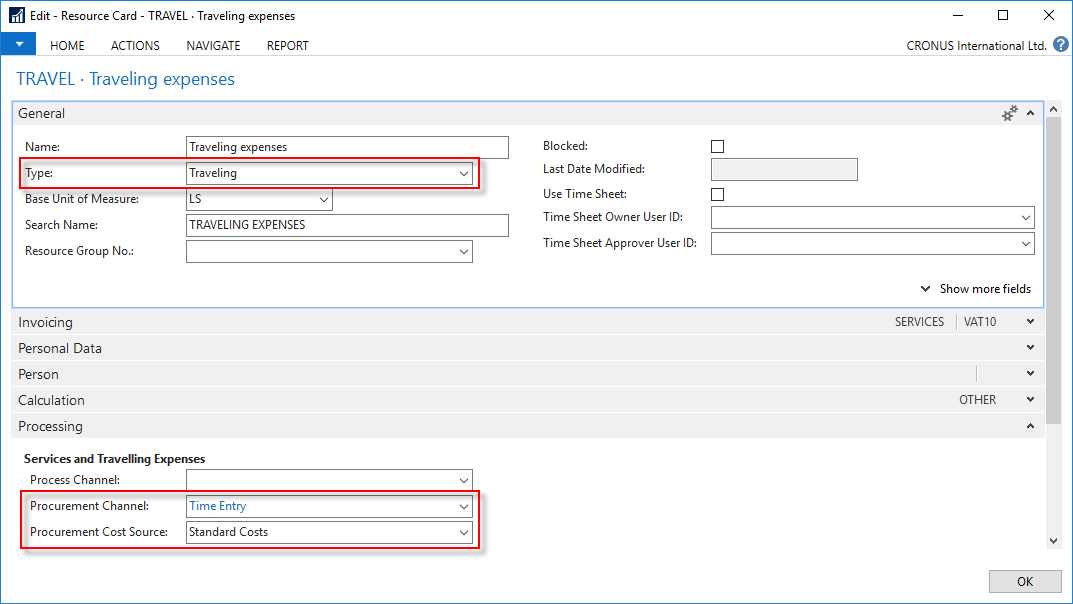 Edit - Resource Card - TRAVEL · Traveling expenses
HOME ACTIONS NAVIGATE REPORT CRONUS International Ltd. ?
TRAVEL · Traveling expenses
General
Name: Traveling expenses
Type: Traveling
Base Unit of Measure: LS
Search Name: TRAVELING EXPENSES
Resource Group No.:
Blocked:
Last Date Modified:
Use Time Sheet:
Time Sheet Owner User ID:
Time Sheet Approver User ID:
Show more fields
Invoicing SERVICES VAT10
Personal Data
Person
Calculation OTHER
Processing
Services and Travelling Expenses
Process Channel:
Procurement Channel: Time Entry
Procurement Cost Source: Standard Costs
OK